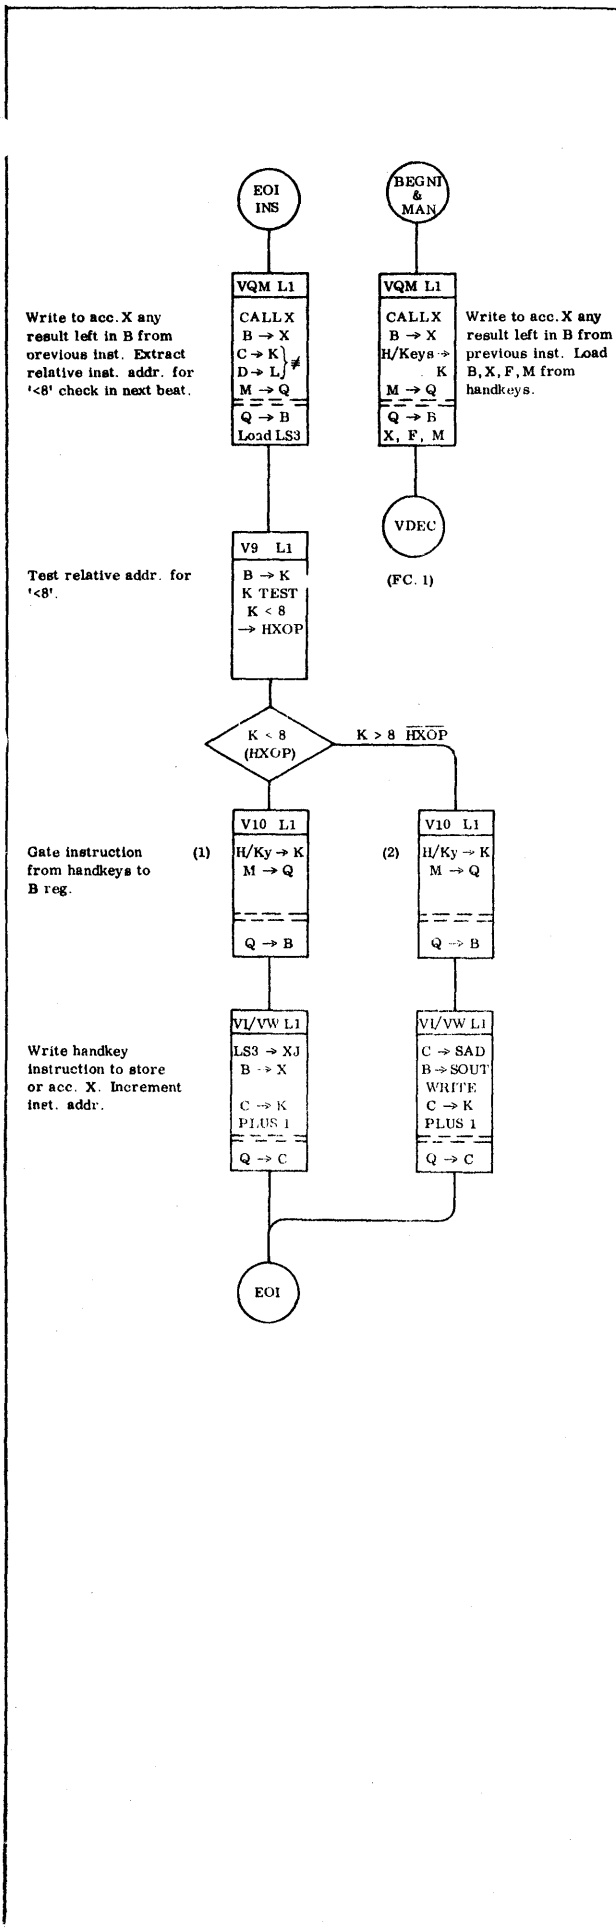 EOI
INS
BEGNI
&
MAN
VQM L1
CALLX
B → X
C → K
D → L } ≢
M → Q
Q → B
Load LS3
Write to acc. X any
result left in B from
orevious inst. Extract
relative inst. addr. for
'<8' check in next beat.
VQM L1
CALLX
B → X
H/Keys →
K
M → Q
Q → B
X, F, M
Write to acc. X any
result left in B from
previous inst. Load
B, X, F, M from
handkeys.
VDEC
(FC. 1)
Test relative addr. for
'<8'.
V9 L1
B → K
K TEST
K < 8
→ HXOP
K < 8
(HXOP)
K > 8 H̅X̅O̅P̅
Gate instruction
from handkeys to
B reg.
(1)
V10 L1
H/Ky → K
M → Q
Q → B
(2)
V10 L1
H/Ky → K
M → Q
Q → B
Write handkey
instruction to store
or acc. X. Increment
inst. addr.
V1/VW L1
LS3 → XJ
B → X
C → K
PLUS 1
Q → C
V1/VW L1
C → SAD
B → SOUT
WRITE
C → K
PLUS 1
Q → C
EOI